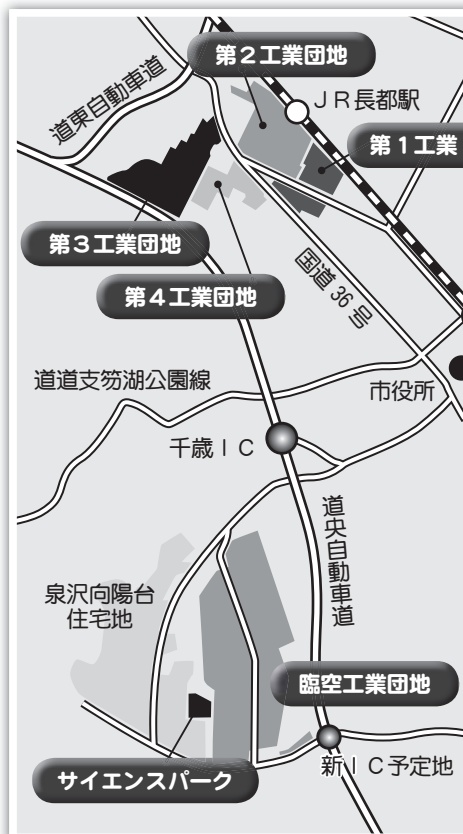 第2工業団地
JR長都駅
道東自動車道
第1工業
第3工業団地
第4工業団地
国道36号
道道支笏湖公園線
市役所
千歳IC
道央自動車道
泉沢向陽台
住宅地
臨空工業団地
サイエンスパーク
新IC予定地